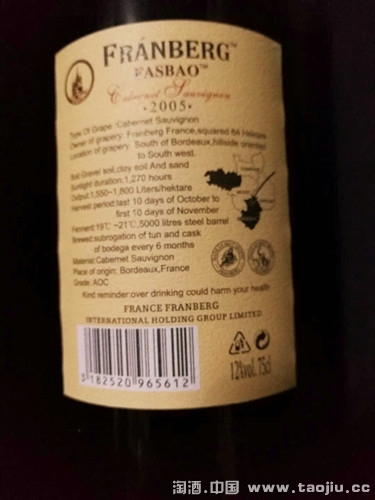 FRÁNBERG™
FASBAO™
Cabernet Sauvignon
·2005·
Type Of Grape :Cabernet Sauvignon
Owner of grapery: Franberg France,squared 64 Hektare
Location of grapery: South of Bordeaux,hillside oriented
to South west.
Soil:Gravel soil,clay soil And sand
Sunlight duration:1,270 hours
Output:1,550~1,800 Liters/hektare
Harvest period:last 10 days of October to
first 10 days of November
Ferment:19℃ ~21℃,5000 litres steel barrel
Brewed:subrogation of tun and cask
of bodega every 6 months
Material:Cabernet Sauvignon
Place of origin: Bordeaux,France
Grade: AOC
Kind reminder:over drinking could harm your health
FRANCE FRANBERG
INTERNATIONAL HOLDING GROUP LIMITED
3 182520 965612
12%vol. 75cl
淘酒.中国 www.taojiu.cc